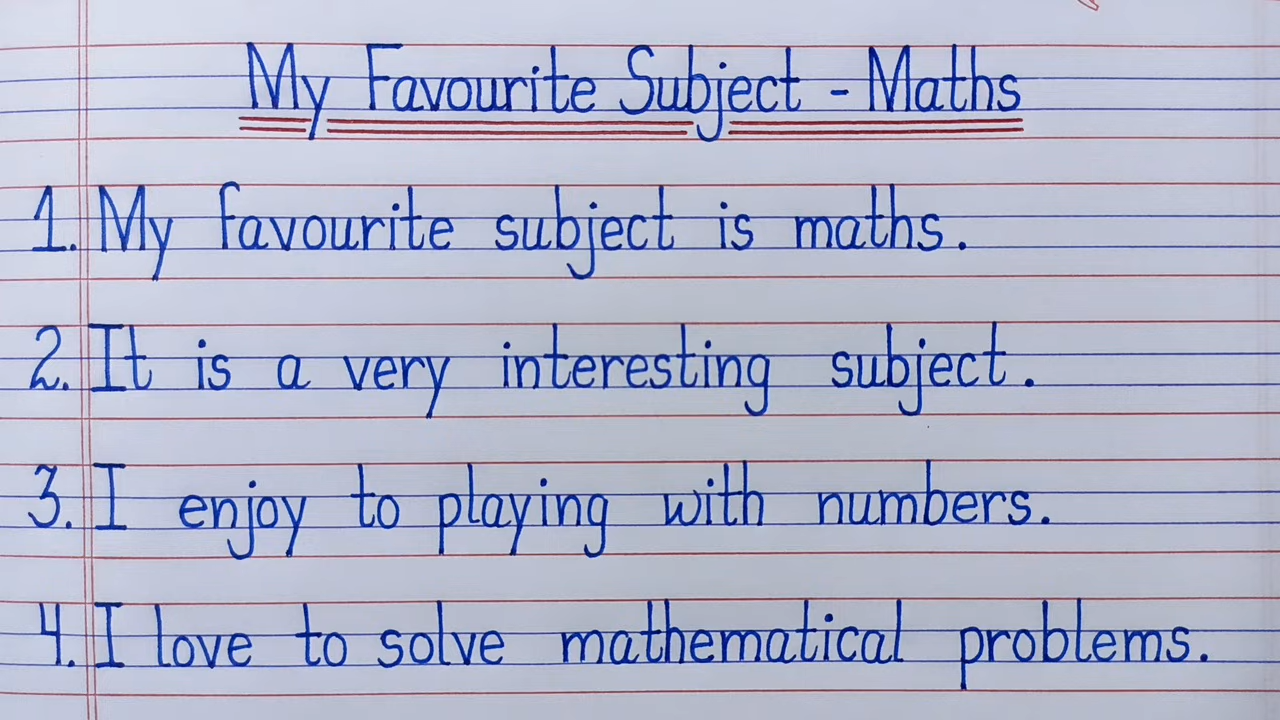 My Favourite Subject - Maths
1. My favourite subject is maths.
2. It is a very interesting subject.
3. I enjoy to playing with numbers.
4. I love to solve mathematical problems.